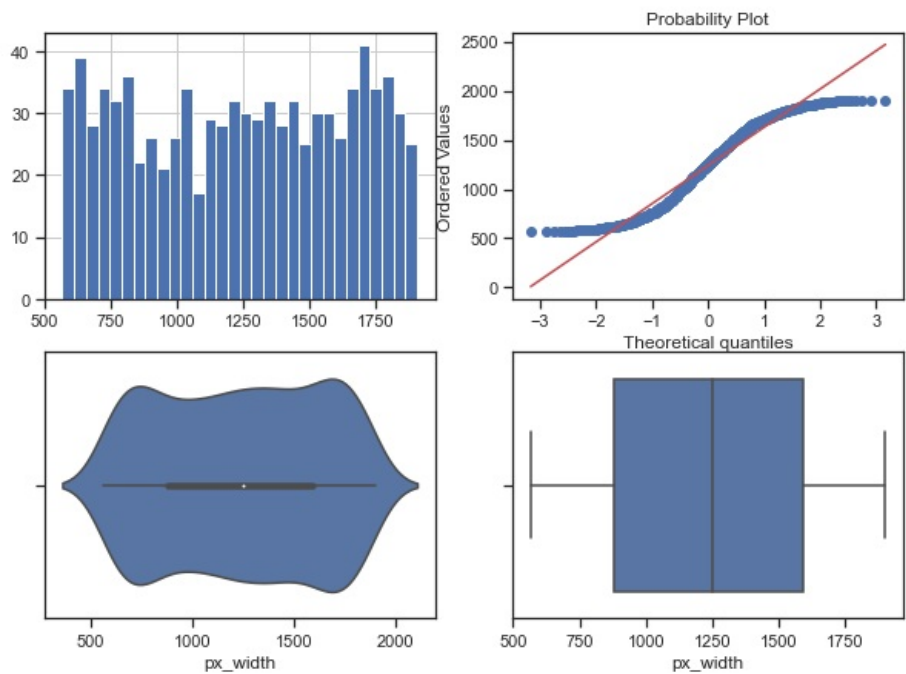 Probability Plot
40
30
20
10
0
500 750 1000 1250 1500 1750
Ordered Values
2500
2000
1500
1000
500
0
−3 −2 −1 0 1 2 3
Theoretical quantiles
500 1000 1500 2000
px_width
500 750 1000 1250 1500 1750
px_width